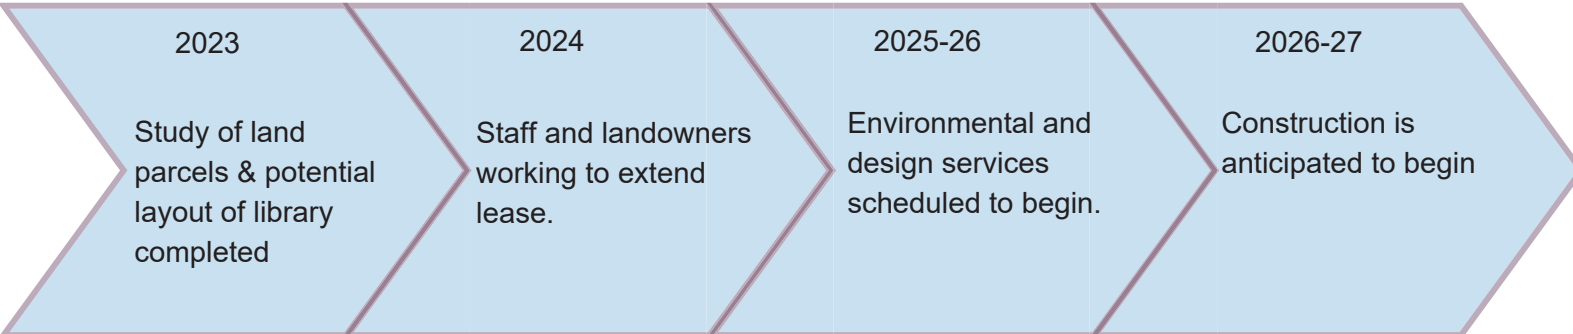 2023
Study of land
parcels & potential
layout of library
completed
2024
Staff and landowners
working to extend
lease.
2025-26
Environmental and
design services
scheduled to begin.
2026-27
Construction is
anticipated to begin